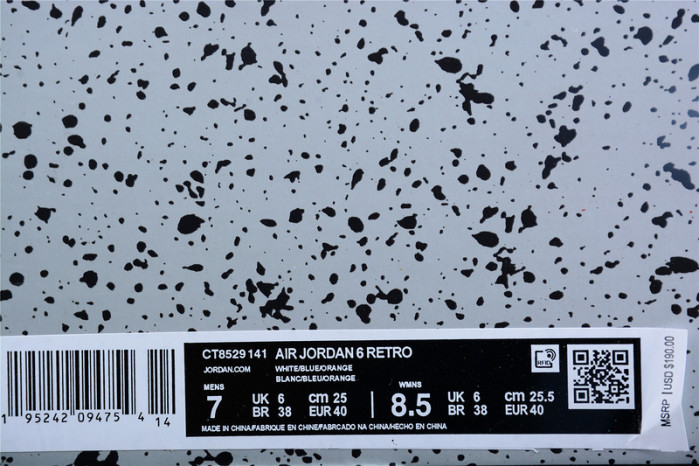 CT8529 141 AIR JORDAN 6 RETRO
JORDAN.COM WHITE/BLUE/ORANGE
BLANC/BLEU/ORANGE
RFID
MENS
7
UK 6 cm 25
BR 38 EUR 40
WMNS
8.5
UK 6 cm 25.5
BR 38 EUR 40
MADE IN CHINA/FABRIQUE EN CHINE/FABRICADO NA CHINA/HECHO EN CHINA
1 95242 09475 4 14
MSRP | USD $190.00